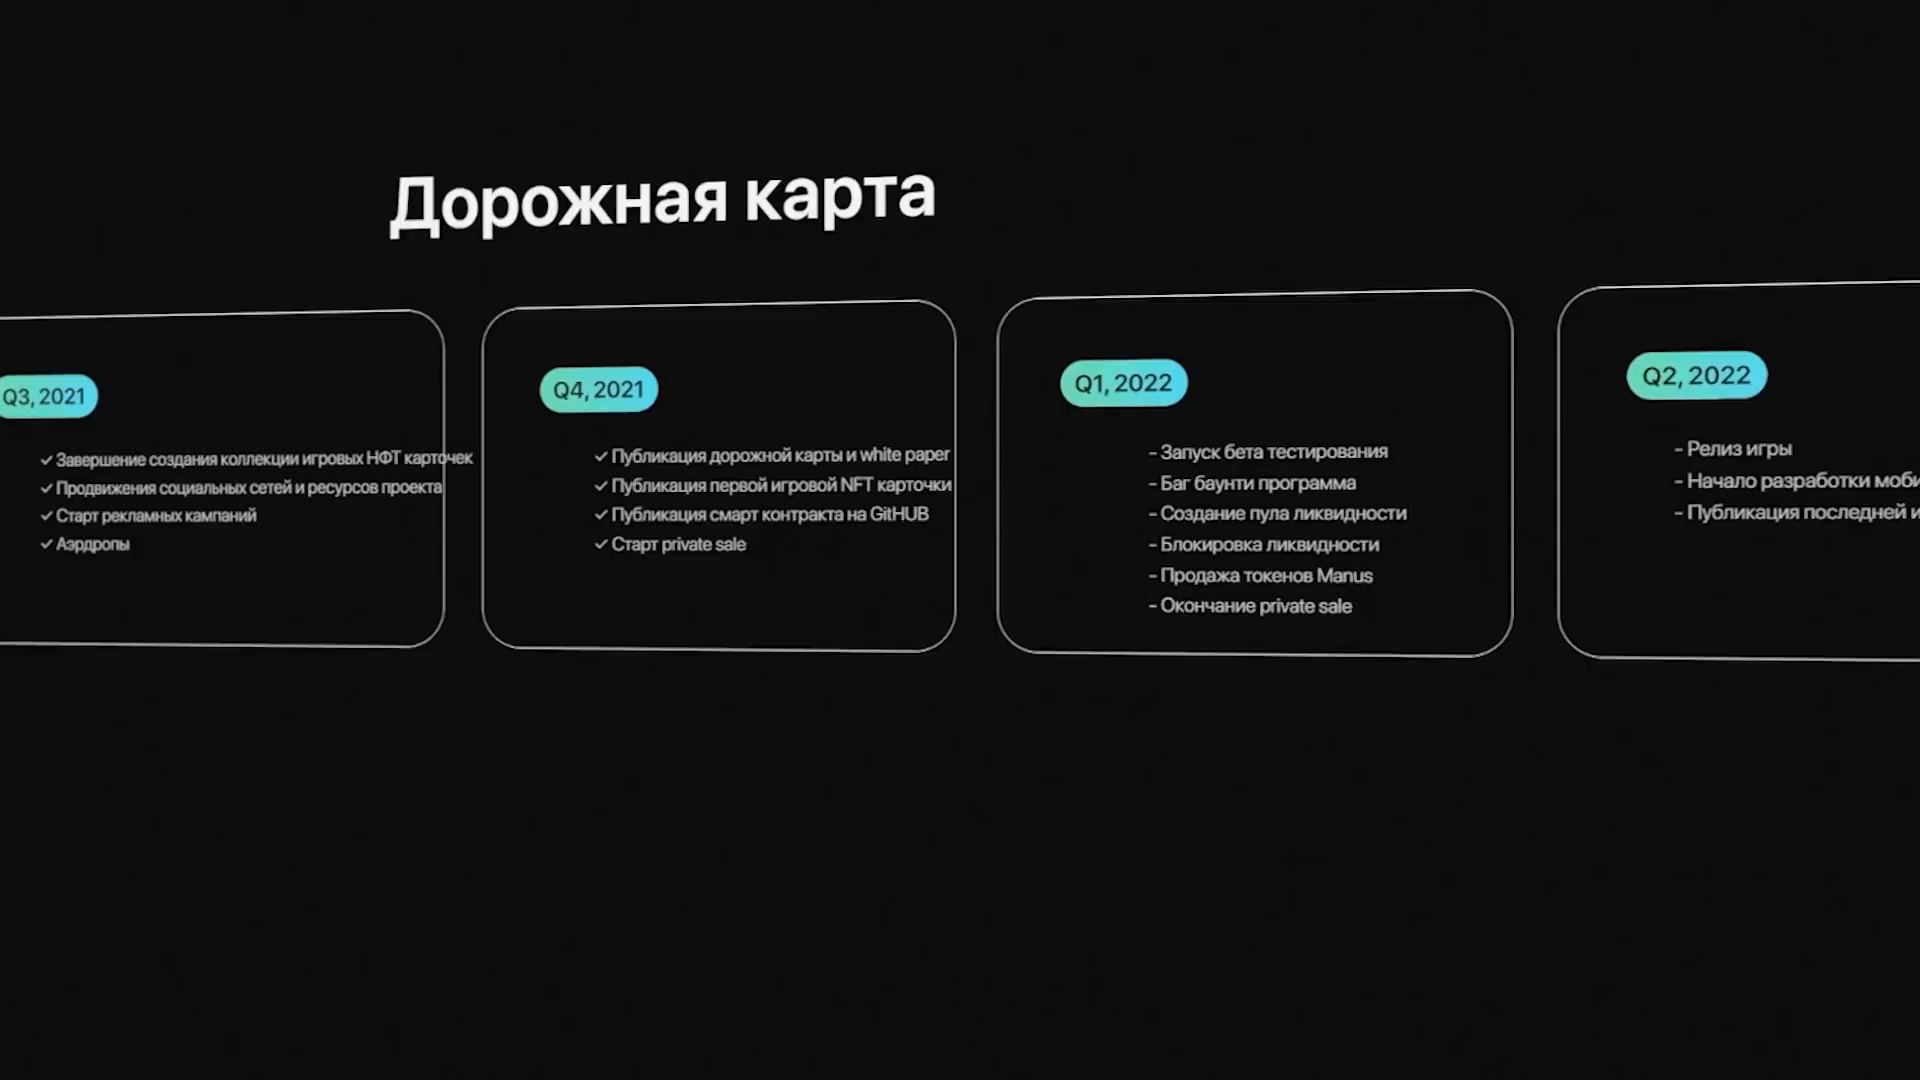 Дорожная карта
Q3, 2021
✓ Завершение создания коллекции игровых НФТ карточек
✓ Продвижения социальных сетей и ресурсов проекта
✓ Старт рекламных кампаний
✓ Аэрдропы
Q4, 2021
✓ Публикация дорожной карты и white paper
✓ Публикация первой игровой NFT карточки
✓ Публикация смарт контракта на GitHUB
✓ Старт private sale
Q1, 2022
- Запуск бета тестирования
- Баг баунти программа
- Создание пула ликвидности
- Блокировка ликвидности
- Продажа токенов Manus
- Окончание private sale
Q2, 2022
- Релиз игры
- Начало разработки
- Публикация последней